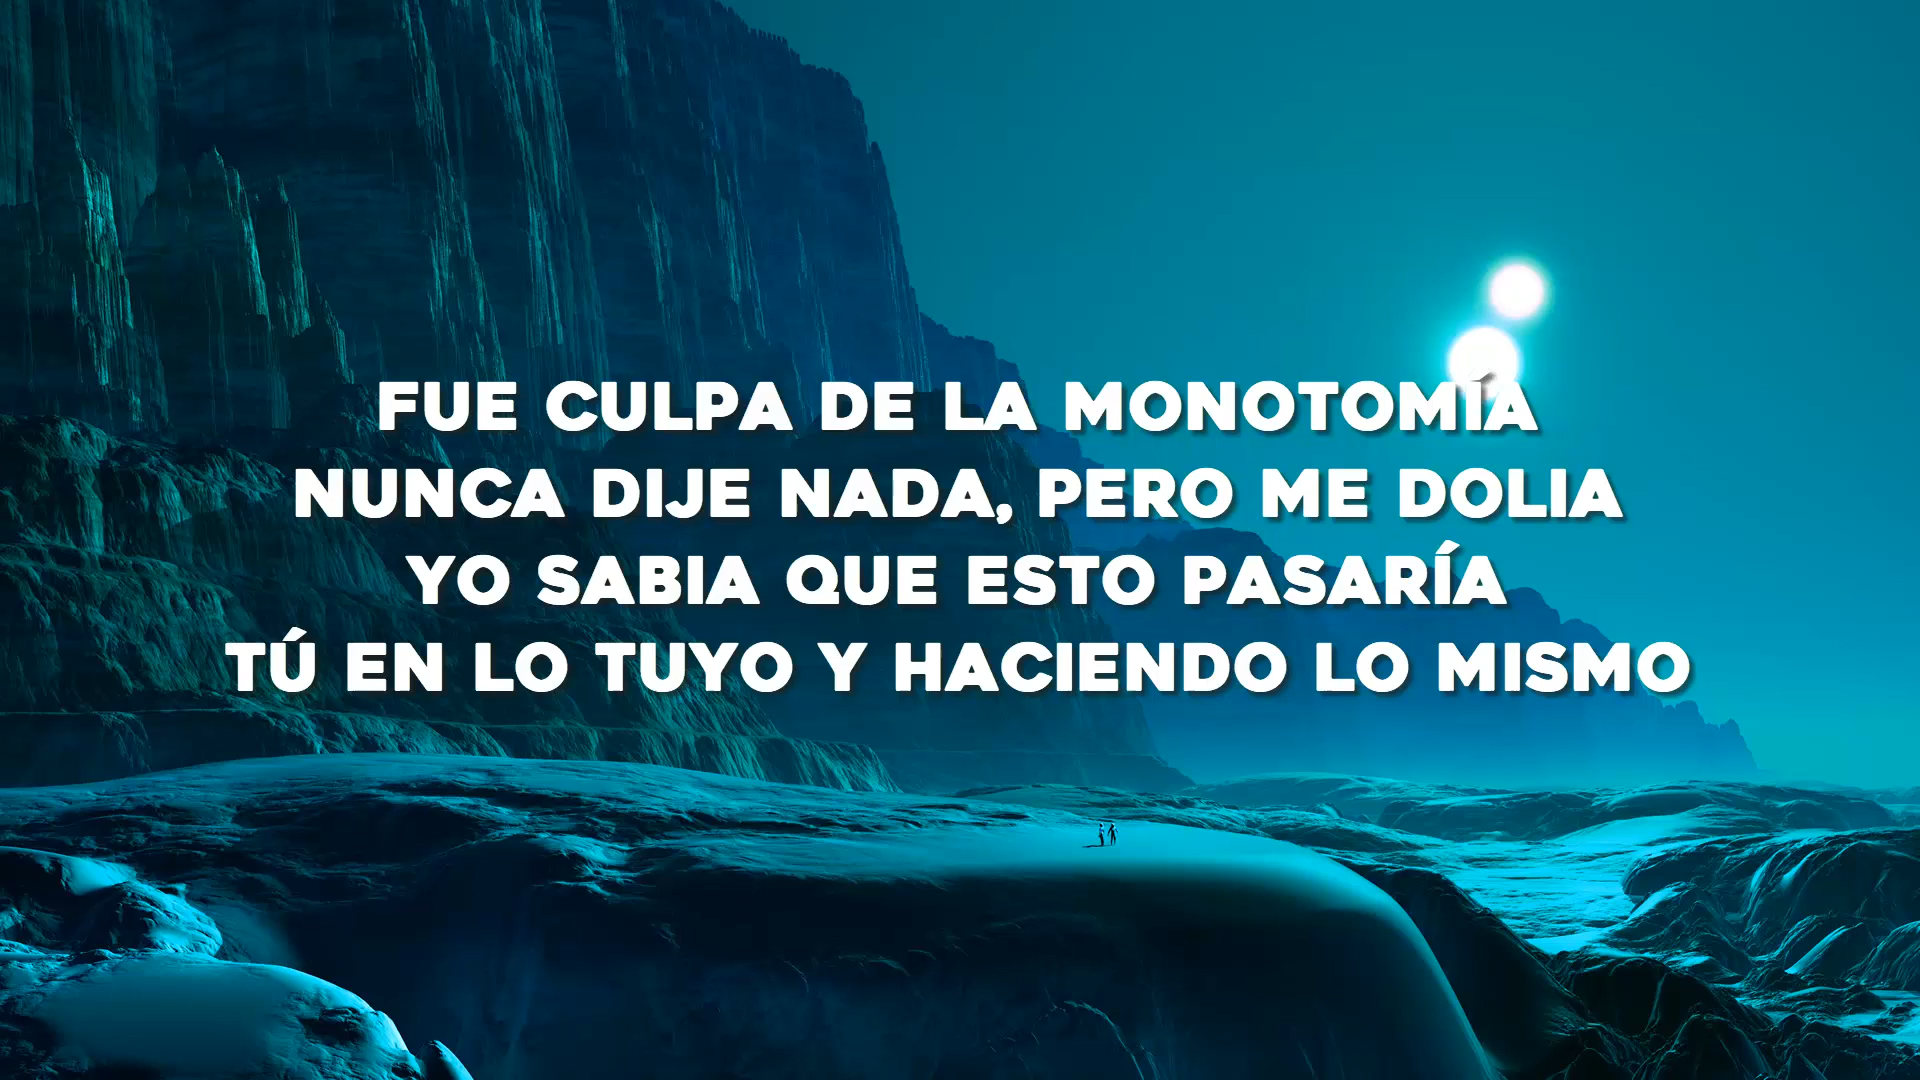 FUE CULPA DE LA MONOTOMÍA
NUNCA DIJE NADA, PERO ME DOLIA
YO SABIA QUE ESTO PASARÍA
TÚ EN LO TUYO Y HACIENDO LO MISMO